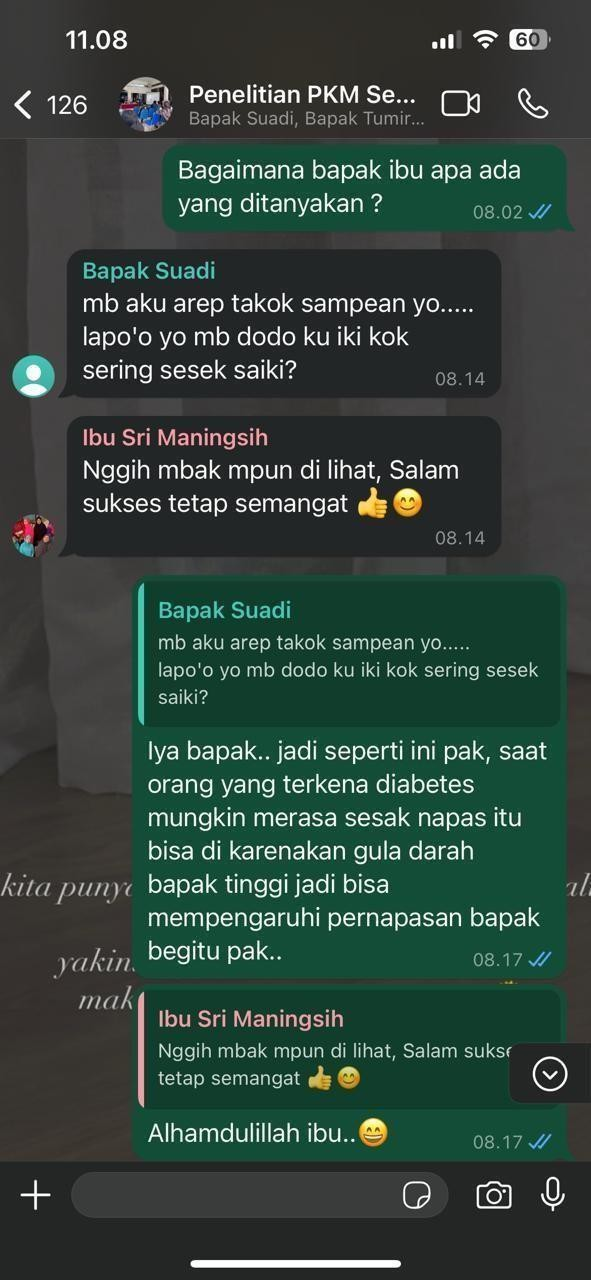 11.08
60
126
Penelitian PKM Se...
Bapak Suadi, Bapak Tumir...
Bagaimana bapak ibu apa ada
yang ditanyakan ?
08.02
Bapak Suadi
mb aku arep takok sampean yo.....
lapo'o yo mb dodo ku iki kok
sering sesek saiki?
08.14
Ibu Sri Maningsih
Nggih mbak mpun di lihat, Salam
sukses tetap semangat 👍😊
08.14
Bapak Suadi
mb aku arep takok sampean yo.....
lapo'o yo mb dodo ku iki kok sering sesek
saiki?
Iya bapak.. jadi seperti ini pak, saat
orang yang terkena diabetes
mungkin merasa sesak napas itu
bisa di karenakan gula darah
bapak tinggi jadi bisa
mempengaruhi pernapasan bapak
begitu pak..
08.17
kita puny
yakin
mak
Ibu Sri Maningsih
Nggih mbak mpun di lihat, Salam sukse
tetap semangat 👍😊
Alhamdulillah ibu..😄
08.17